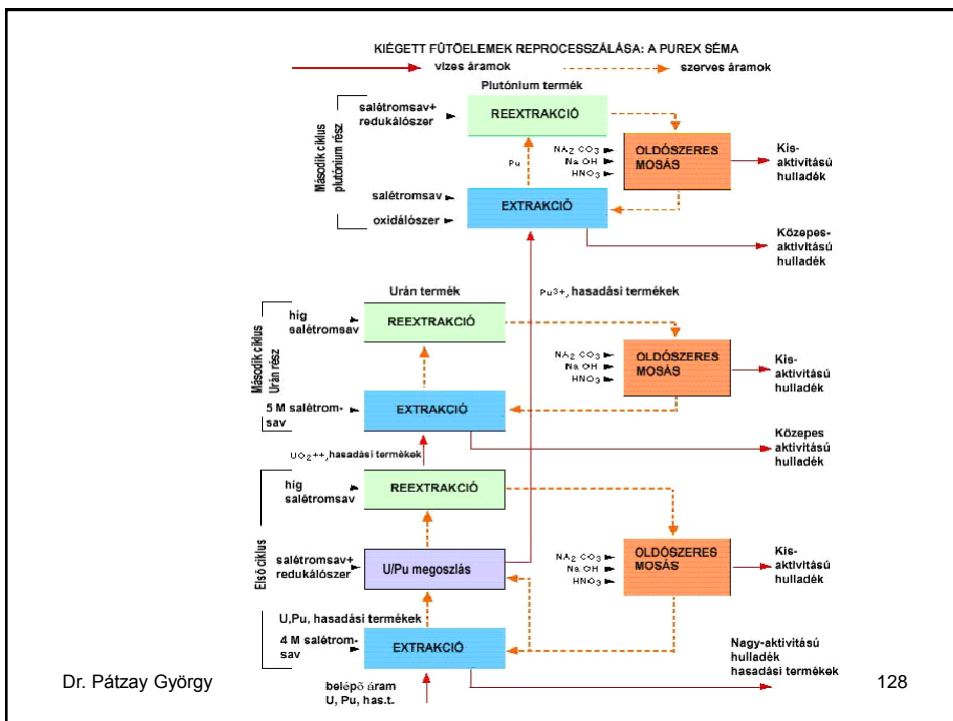 KIÉGETT FŰTŐELEMEK REPROCESSZÁLÁSA: A PUREX SÉMA
vizes áramok
szerves áramok
Plutónium termék
Második ciklus
plutónium rész
salétromsav+
redukálószer
REEXTRAKCIÓ
Pu
NA₂ CO₃
Na OH
HNO₃
OLDÓSZERES
MOSÁS
Kis-
aktivitású
hulladék
salétromsav
oxidálószer
EXTRAKCIÓ
Közepes-
aktivitású
hulladék
Pu³⁺, hasadási termékek
Urán termék
Második ciklus
Urán rész
híg
salétromsav
REEXTRAKCIÓ
NA₂ CO₃
Na OH
HNO₃
OLDÓSZERES
MOSÁS
Kis-
aktivitású
hulladék
5 M salétrom-
sav
EXTRAKCIÓ
Közepes
aktivitású
hulladék
UO₂⁺⁺, hasadási termékek
Első ciklus
híg
salétromsav
REEXTRAKCIÓ
salétromsav+
redukálószer
U/Pu megoszlás
NA₂ CO₃
Na OH
HNO₃
OLDÓSZERES
MOSÁS
Kis-
aktivitású
hulladék
U,Pu, hasadási termékek
4 M salétrom-
sav
EXTRAKCIÓ
Nagy-aktivitású
hulladék
hasadási termékek
belépő áram
U, Pu, has.t.
Dr. Pátzay György
128